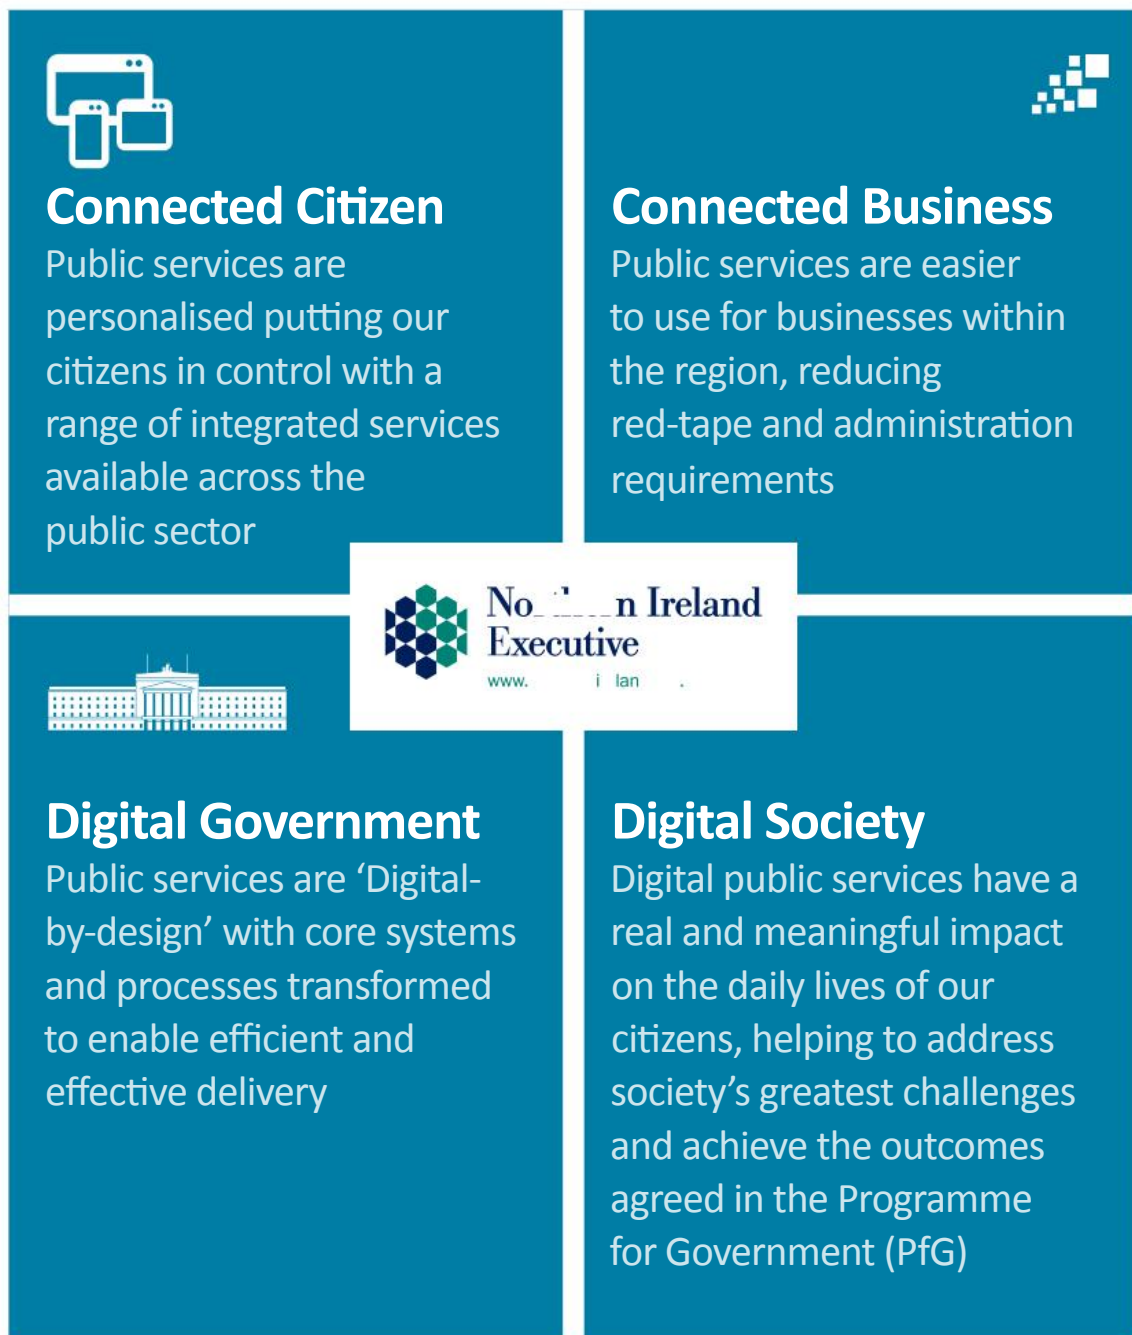 Connected Citizen
Public services are
personalised putting our
citizens in control with a
range of integrated services
available across the
public sector
Connected Business
Public services are easier
to use for businesses within
the region, reducing
red-tape and administration
requirements
Ireland
Executive
www.
Digital Government
Public services are ‘Digital-
by-design’ with core systems
and processes transformed
to enable efficient and
effective delivery
Digital Society
Digital public services have a
real and meaningful impact
on the daily lives of our
citizens, helping to address
society’s greatest challenges
and achieve the outcomes
agreed in the Programme
for Government (PfG)